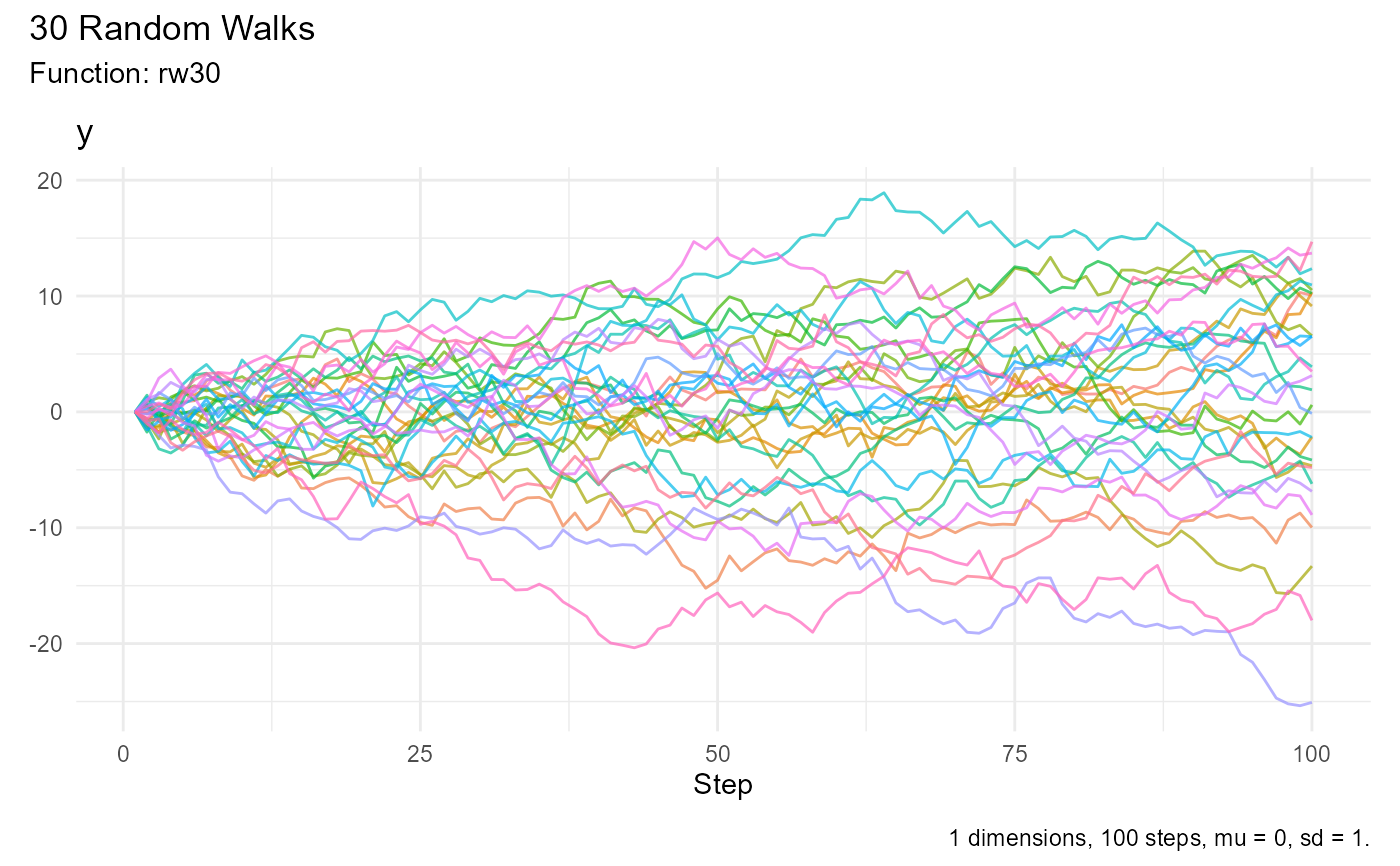 30 Random Walks
Function: rw30
y
20
10
0
-10
-20
0 25 50 75 100
Step
1 dimensions, 100 steps, mu = 0, sd = 1.